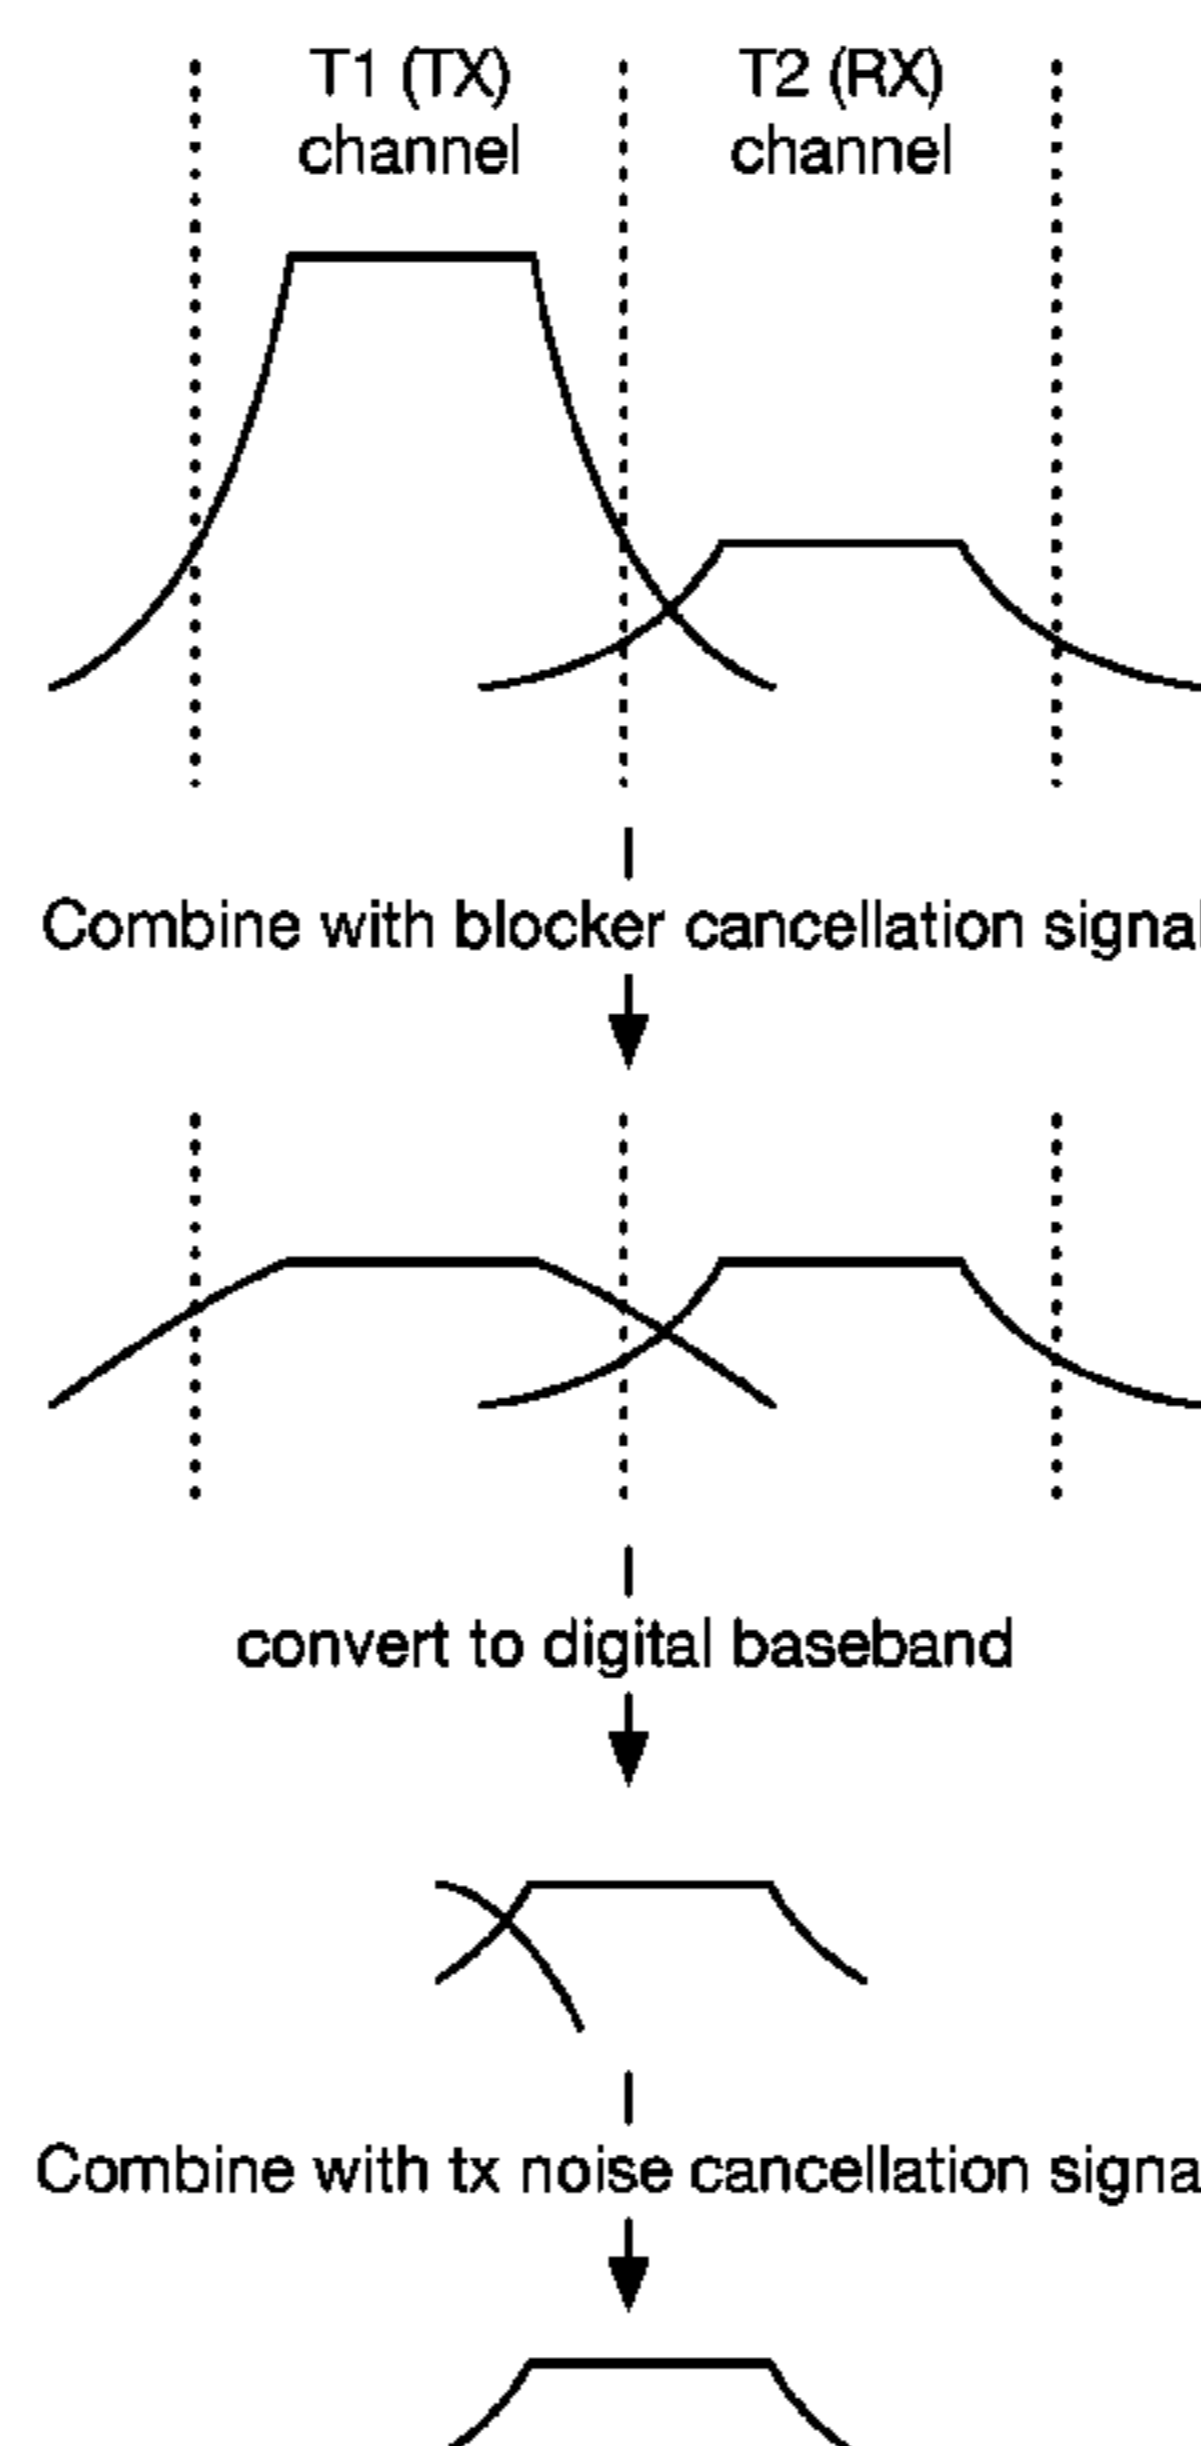 T1 (TX) T2 (RX)
channel channel
Combine with blocker cancellation signal
convert to digital baseband
Combine with tx noise cancellation signa